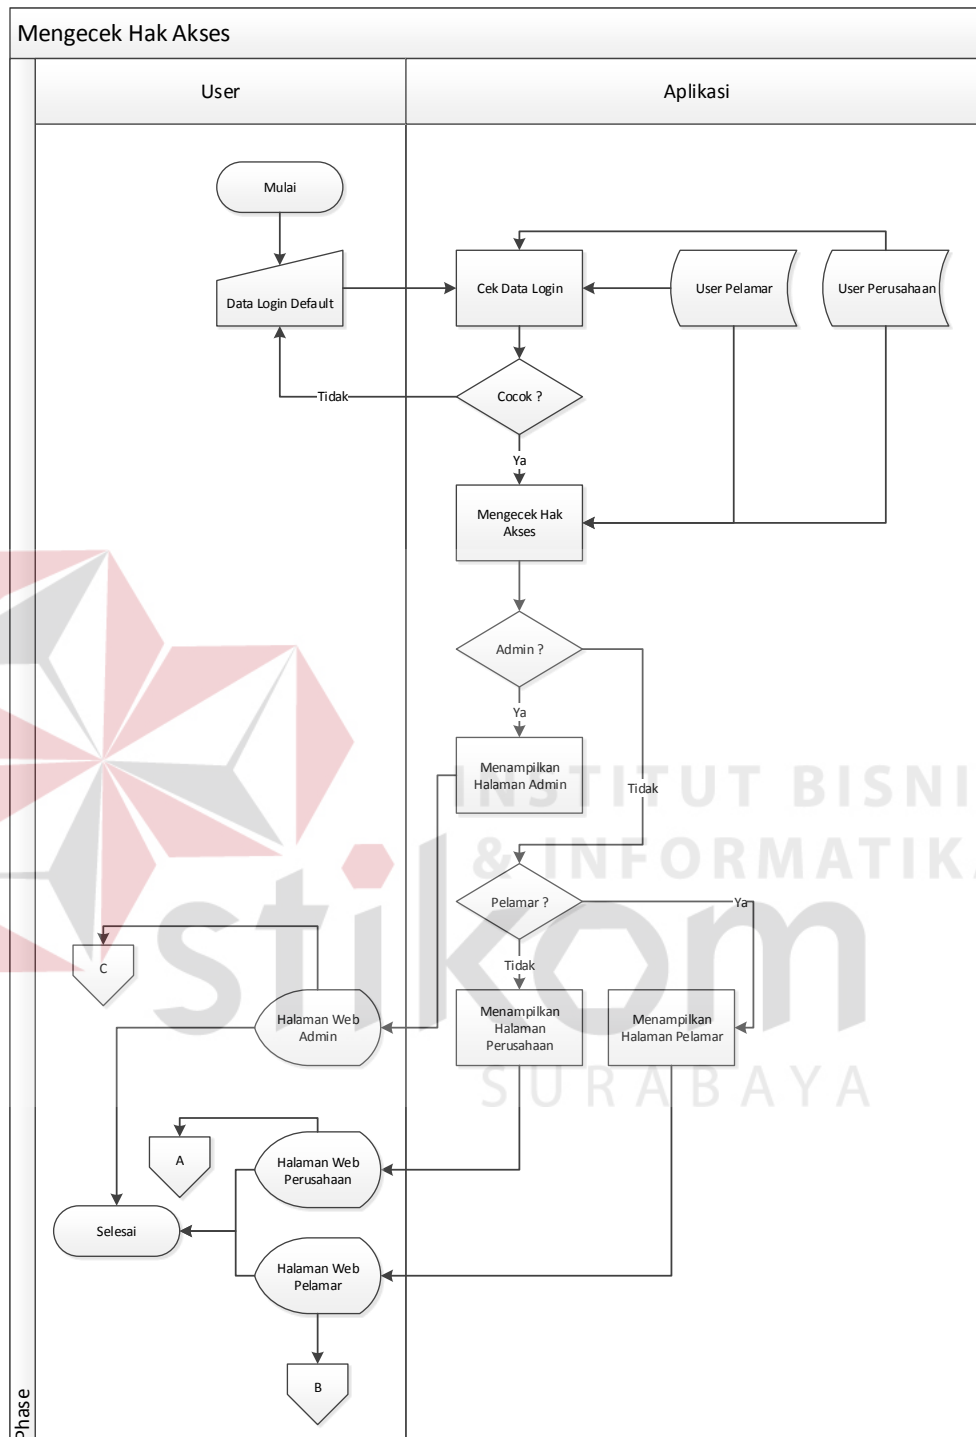 Mengecek Hak Akses
User
Aplikasi
Mulai
Data Login Default
Cek Data Login
User Pelamar
User Perusahaan
Tidak
Cocok ?
Ya
Mengecek Hak
Akses
Admin ?
Ya
Menampilkan
Halaman Admin
Tidak
INSTITUT BISNI
& INFORMATIKA
Pelamar ?
Ya
stikom
Tidak
C
Halaman Web
Admin
Menampilkan
Halaman
Perusahaan
Menampilkan
Halaman Pelamar
SURABAYA
A
Halaman Web
Perusahaan
Selesai
Halaman Web
Pelamar
B
Phase